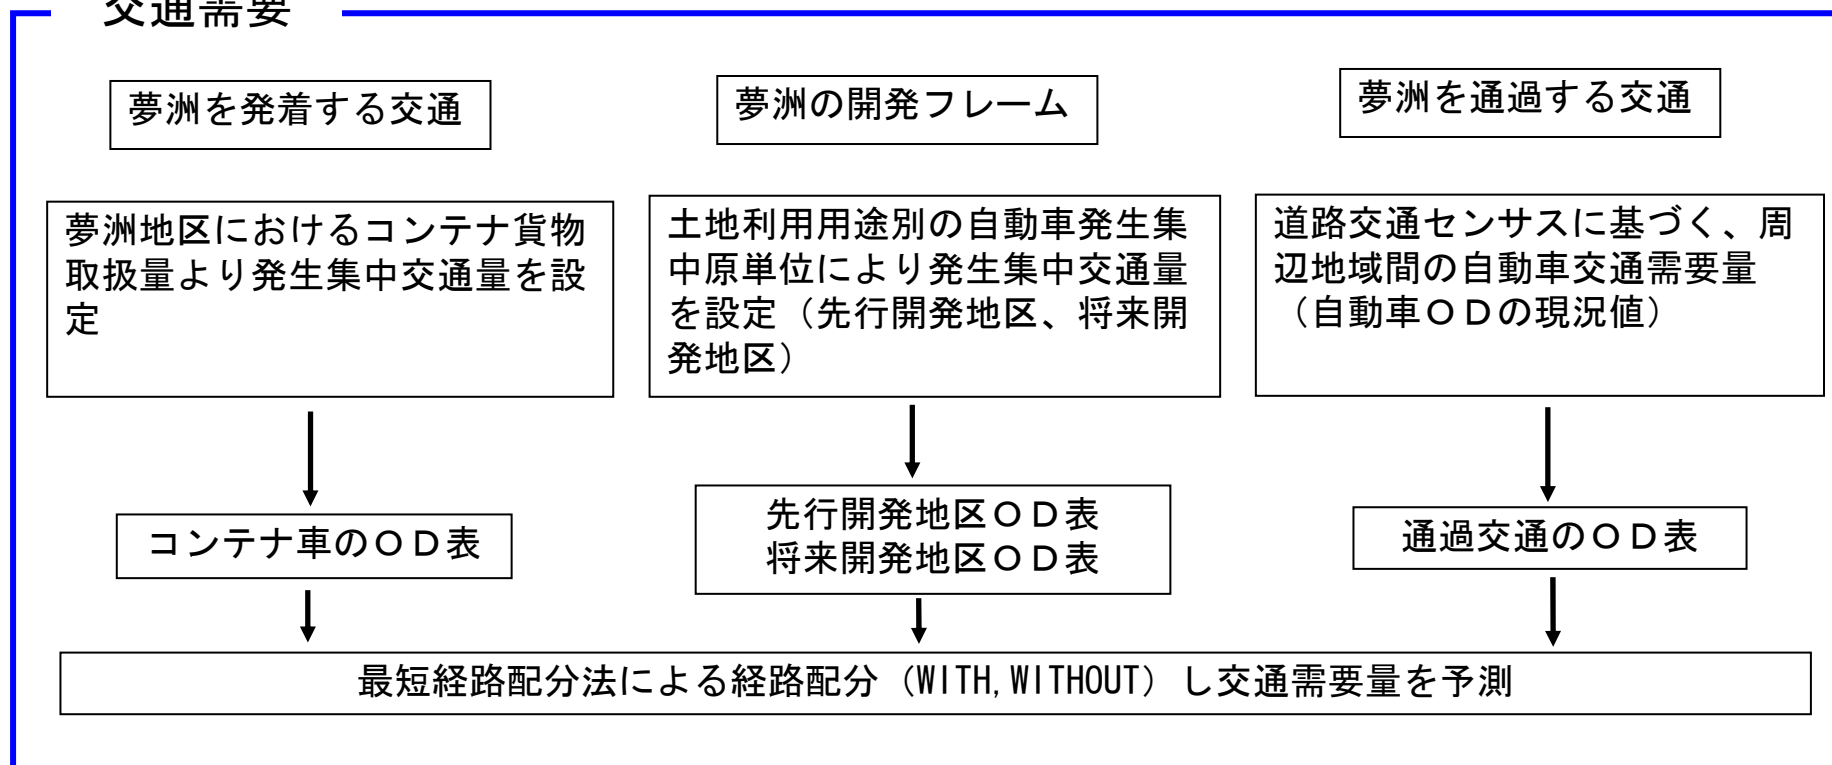 交通需要
夢洲を発着する交通
夢洲の開発フレーム
夢洲を通過する交通
夢洲地区におけるコンテナ貨物
取扱量より発生集中交通量を設
定
土地利用用途別の自動車発生集
中原単位により発生集中交通量
を設定（先行開発地区、将来開
発地区）
道路交通センサスに基づく、周
辺地域間の自動車交通需要量
（自動車ＯＤの現況値）
コンテナ車のＯＤ表
先行開発地区ＯＤ表
将来開発地区ＯＤ表
通過交通のＯＤ表
最短経路配分法による経路配分（WITH,WITHOUT）し交通需要量を予測